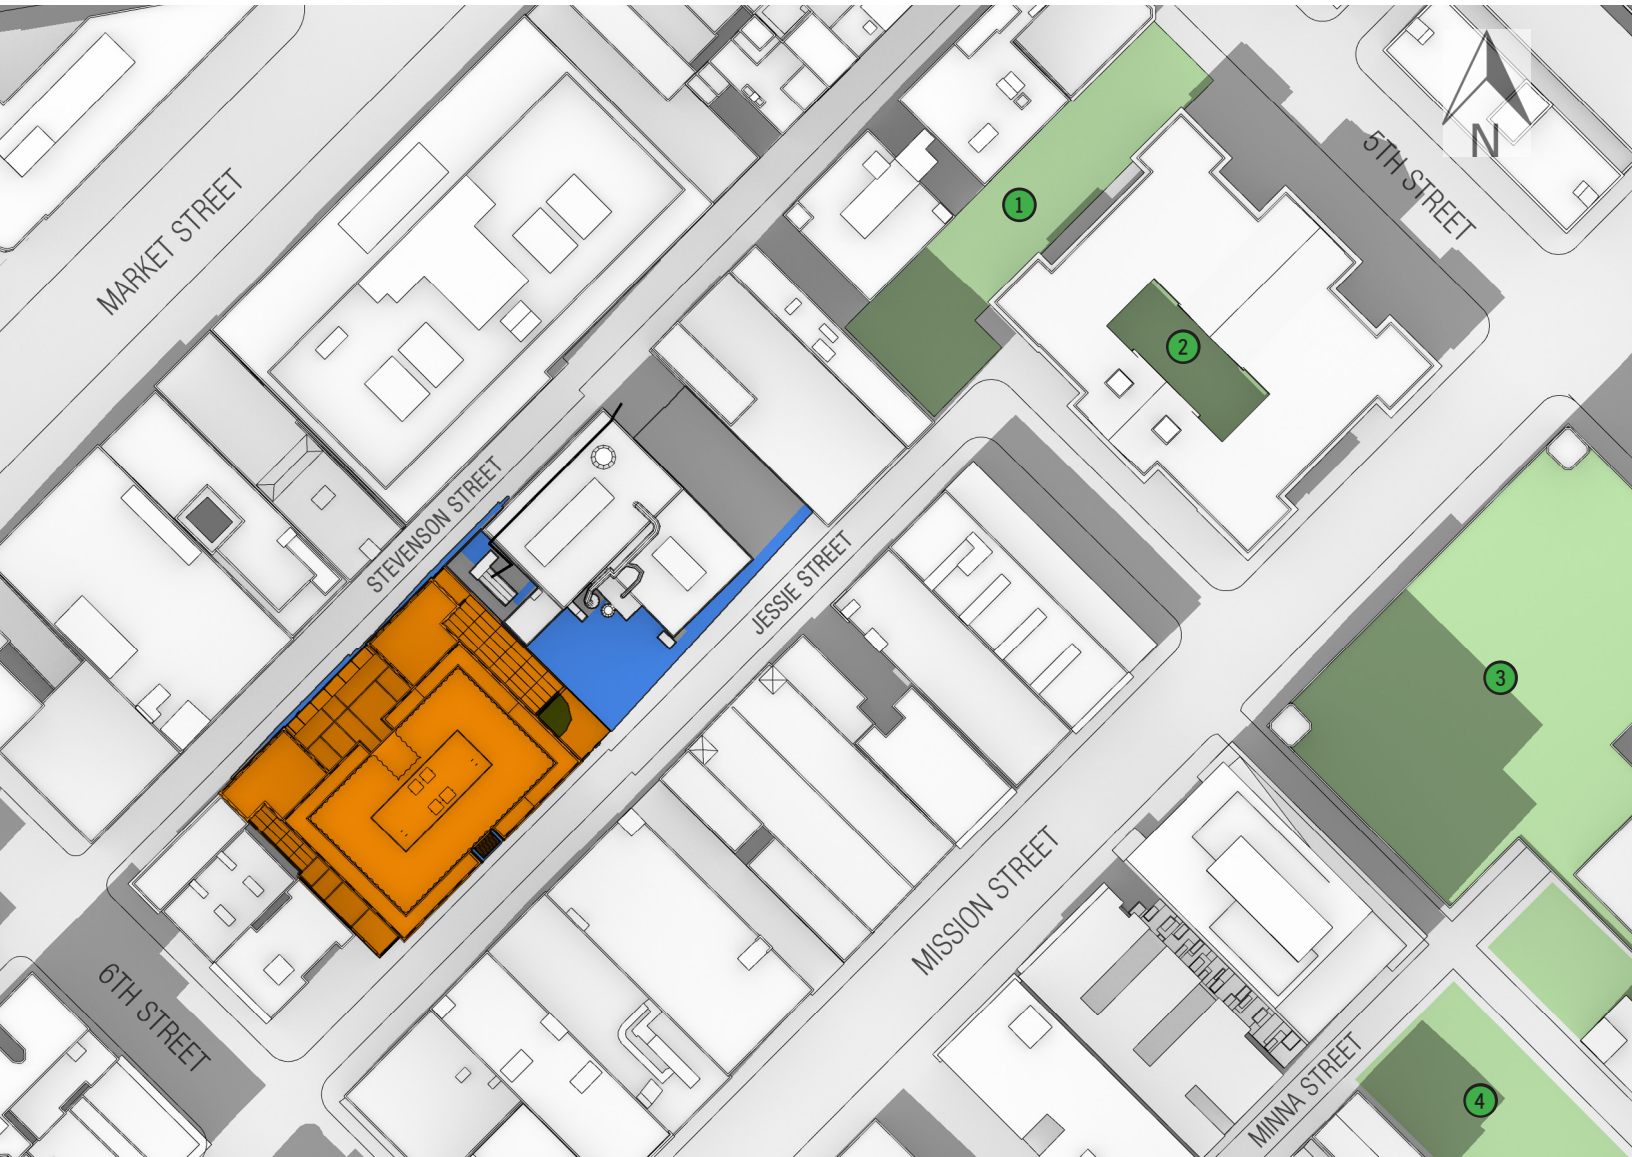 MARKET STREET
5TH STREET
N
1
2
STEVENSON STREET
JESSIE STREET
3
MISSION STREET
6TH STREET
MINNA STREET
4